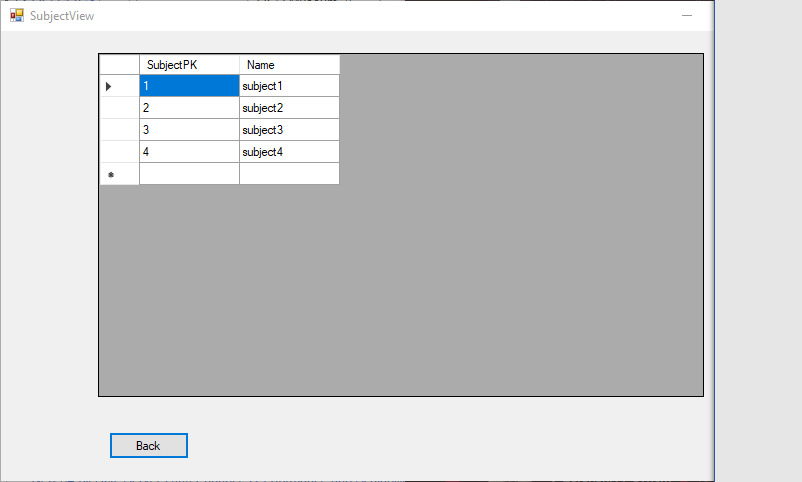 SubjectView
SubjectPK Name
1 subject1
2 subject2
3 subject3
4 subject4
Back